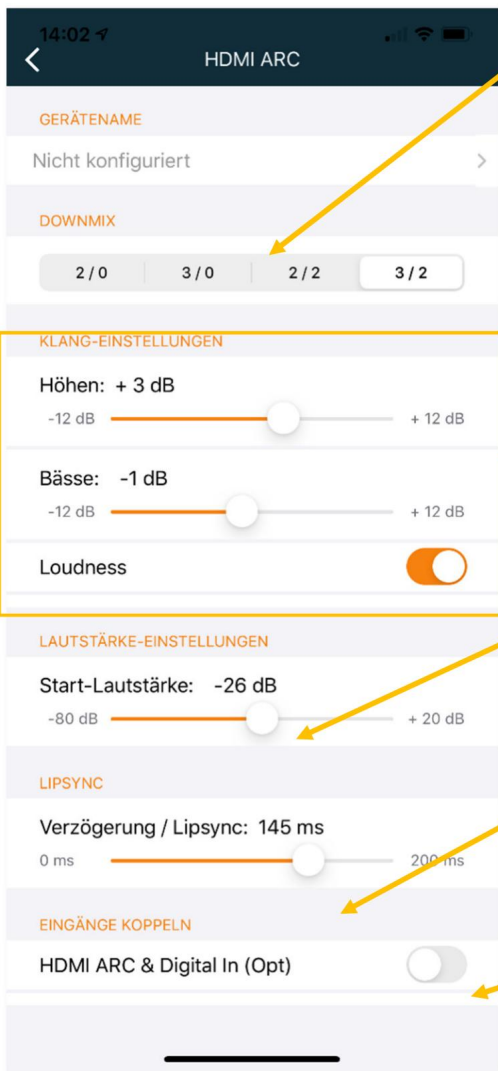 14:02
HDMI ARC
GERÄTENAME
Nicht konfiguriert
DOWNMIX
2 / 0 3 / 0 2 / 2 3 / 2
KLANG-EINSTELLUNGEN
Höhen: + 3 dB
-12 dB + 12 dB
Bässe: -1 dB
-12 dB + 12 dB
Loudness
LAUTSTÄRKE-EINSTELLUNGEN
Start-Lautstärke: -26 dB
-80 dB + 20 dB
LIPSYNC
Verzögerung / Lipsync: 145 ms
0 ms 200 ms
EINGÄNGE KOPPELN
HDMI ARC & Digital In (Opt)